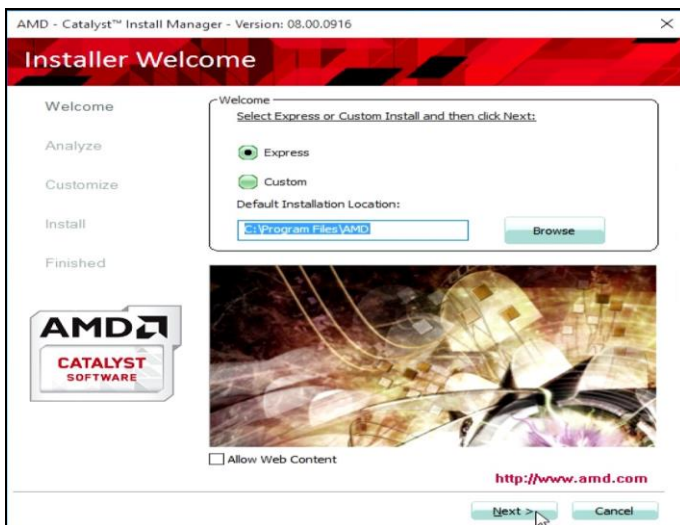 AMD - Catalyst™ Install Manager - Version: 08.00.0916
Installer Welcome
Welcome
Analyze
Customize
Install
Finished
AMD
CATALYST
SOFTWARE
Welcome
Select Express or Custom Install and then click Next:
Express
Custom
Default Installation Location:
C:\Program Files\AMD
Browse
Allow Web Content
http://www.amd.com
Next >
Cancel